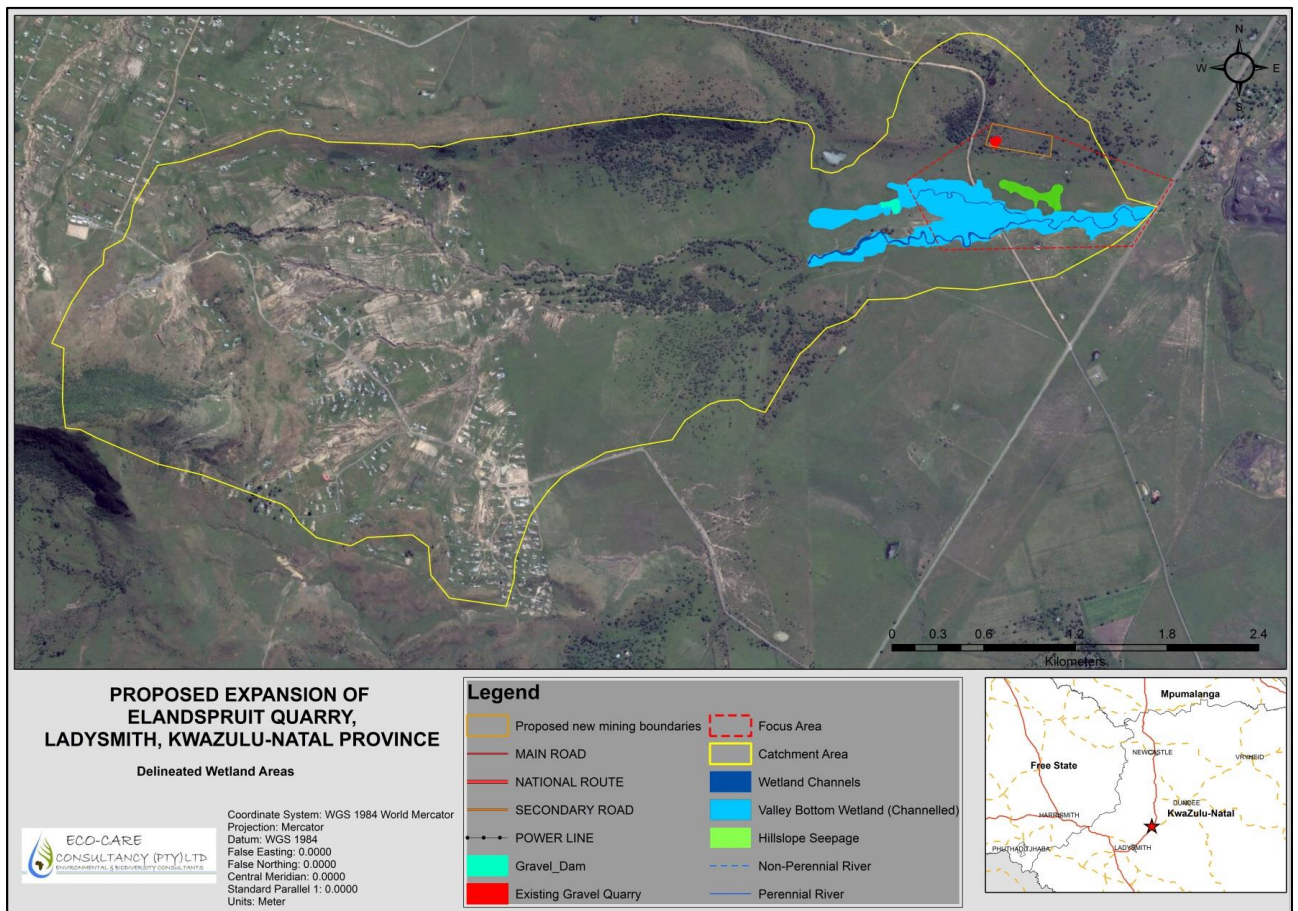 N
W E
S
0 0.3 0.6 1.2 1.8 2.4
Kilometers
PROPOSED EXPANSION OF
ELANDSPRUIT QUARRY,
LADYSMITH, KWAZULU-NATAL PROVINCE
Delineated Wetland Areas
ECO-CARE
CONSULTANCY (PTY) LTD
ENVIRONMENTAL & BIODIVERSITY CONSULTANTS
Coordinate System: WGS 1984 World Mercator
Projection: Mercator
Datum: WGS 1984
False Easting: 0.0000
False Northing: 0.0000
Central Meridian: 0.0000
Standard Parallel 1: 0.0000
Units: Meter
Legend
Proposed new mining boundaries
MAIN ROAD
NATIONAL ROUTE
SECONDARY ROAD
POWER LINE
Gravel_Dam
Existing Gravel Quarry
Focus Area
Catchment Area
Wetland Channels
Valley Bottom Wetland (Channelled)
Hillslope Seepage
Non-Perennial River
Perennial River
Mpumalanga
NEWCASTLE
VRYHEID
Free State
DUNDEE
KwaZulu-Natal
HARRISMITH
PHUTHADITJHABA
LADYSMITH